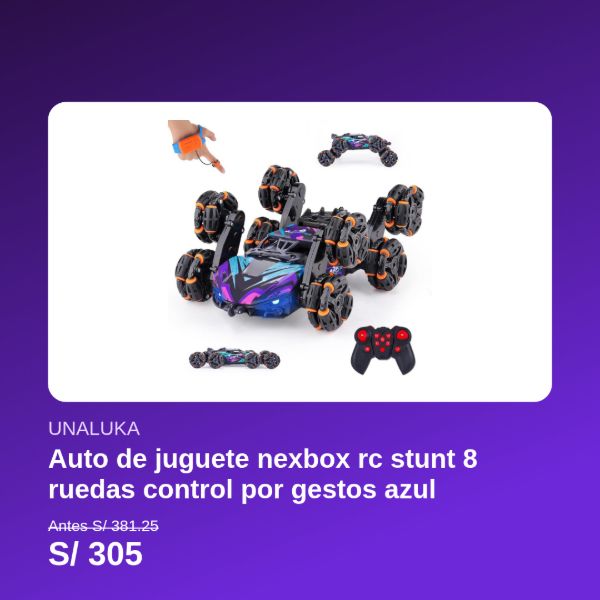 UNALUKA
Auto de juguete nexbox rc stunt 8
ruedas control por gestos azul
Antes S/ 381.25
S/ 305